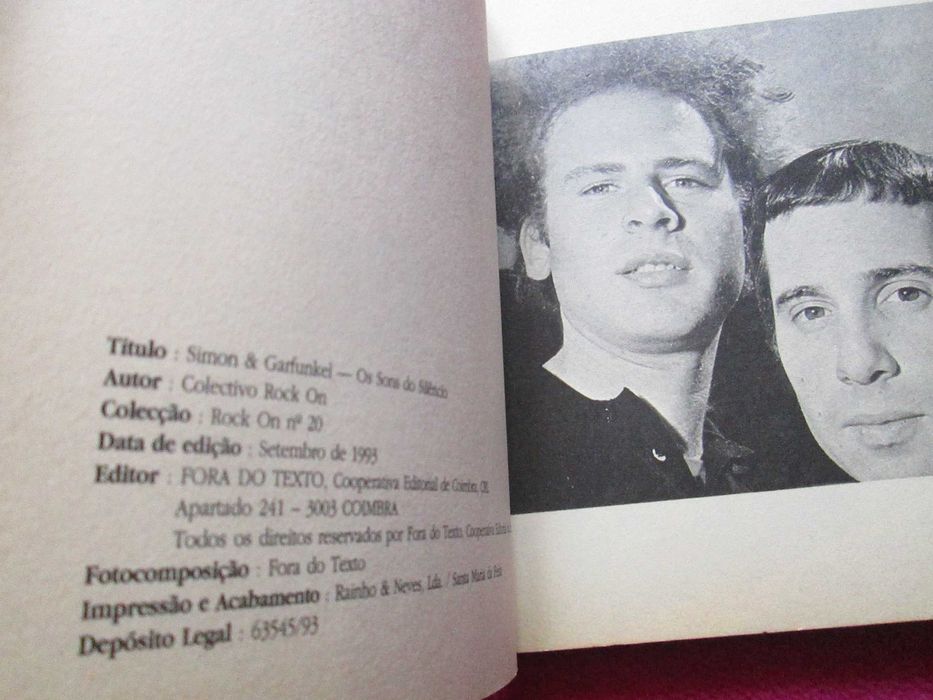 Título : Simon & Garfunkel — Os Sons do Silêncio
Autor : Colectivo Rock On
Colecção : Rock On nº 20
Data de edição : Setembro de 1993
Editor : FORA DO TEXTO, Cooperativa Editorial de Coimbra, CRL
Apartado 241 – 3003 COIMBRA
Todos os direitos reservados por Fora do Texto. Cooperativa
Fotocomposição : Fora do Texto
Impressão e Acabamento : Rainho & Neves, Lda. / Santa Maria da Feira
Depósito Legal : 63545/93